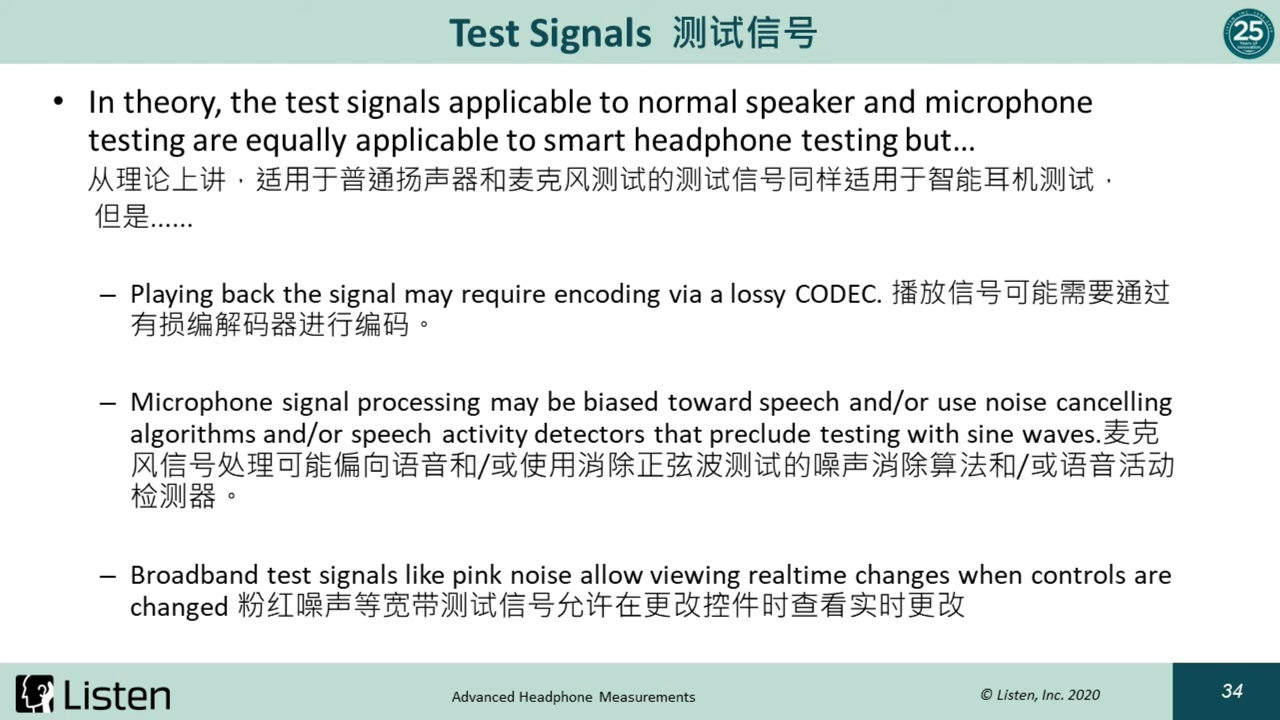 Test Signals 测试信号
25
Years of
Innovation
• In theory, the test signals applicable to normal speaker and microphone
testing are equally applicable to smart headphone testing but...
从理论上讲，适用于普通扬声器和麦克风测试的测试信号同样适用于智能耳机测试，
但是......
– Playing back the signal may require encoding via a lossy CODEC. 播放信号可能需要通过
有损编解码器进行编码。
– Microphone signal processing may be biased toward speech and/or use noise cancelling
algorithms and/or speech activity detectors that preclude testing with sine waves.麦克
风信号处理可能偏向语音和/或使用消除正弦波测试的噪声消除算法和/或语音活动
检测器。
– Broadband test signals like pink noise allow viewing realtime changes when controls are
changed 粉红噪声等宽带测试信号允许在更改控件时查看实时更改
Listen
Advanced Headphone Measurements
© Listen, Inc. 2020
34